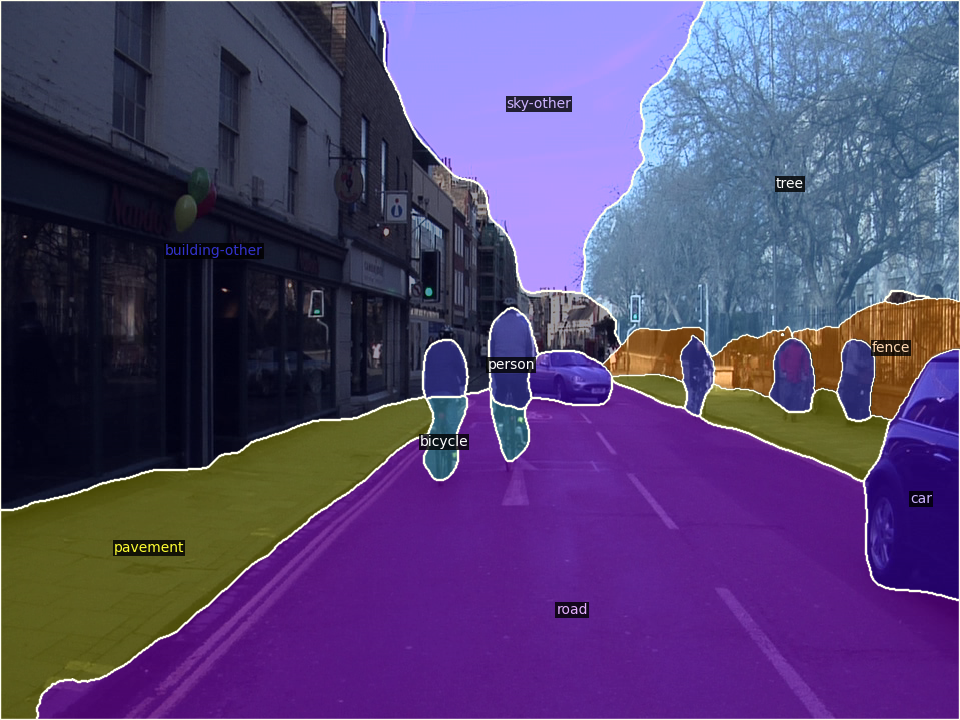 sky-other
tree
building-other
fence
person
bicycle
car
pavement
road